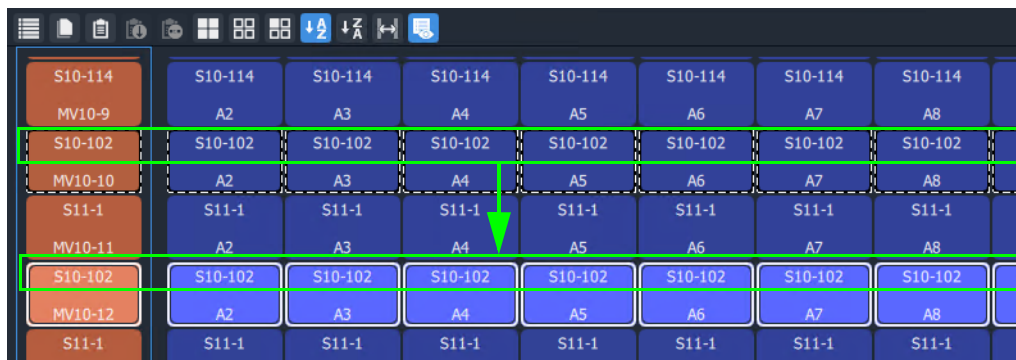 S10-114 S10-114 S10-114 S10-114 S10-114 S10-114 S10-114 S10-114
MV10-9 A2 A3 A4 A5 A6 A7 A8
S10-102 S10-102 S10-102 S10-102 S10-102 S10-102 S10-102 S10-102
MV10-10 A2 A3 A4 A5 A6 A7 A8
S11-1 S11-1 S11-1 S11-1 S11-1 S11-1 S11-1 S11-1
MV10-11 A2 A3 A4 A5 A6 A7 A8
S10-102 S10-102 S10-102 S10-102 S10-102 S10-102 S10-102 S10-102
MV10-12 A2 A3 A4 A5 A6 A7 A8
S11-1 S11-1 S11-1 S11-1 S11-1 S11-1 S11-1 S11-1